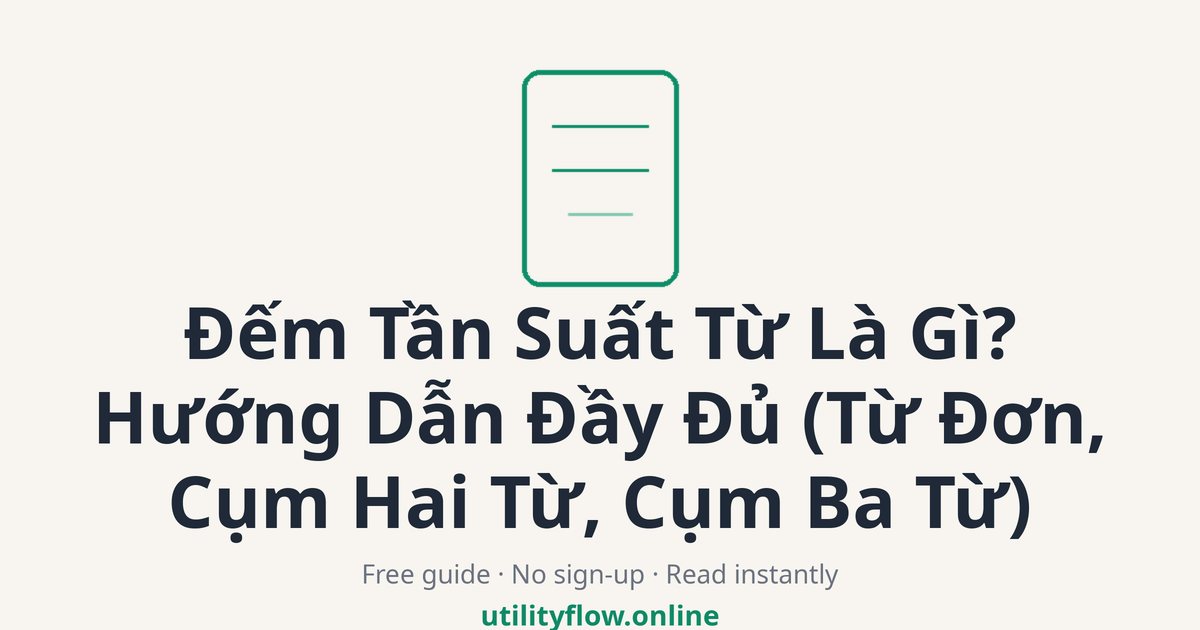 Đếm Tần Suất Từ Là Gì?
Hướng Dẫn Đầy Đủ (Từ Đơn,
Cụm Hai Từ, Cụm Ba Từ)
Free guide · No sign-up · Read instantly
utilityflow.online